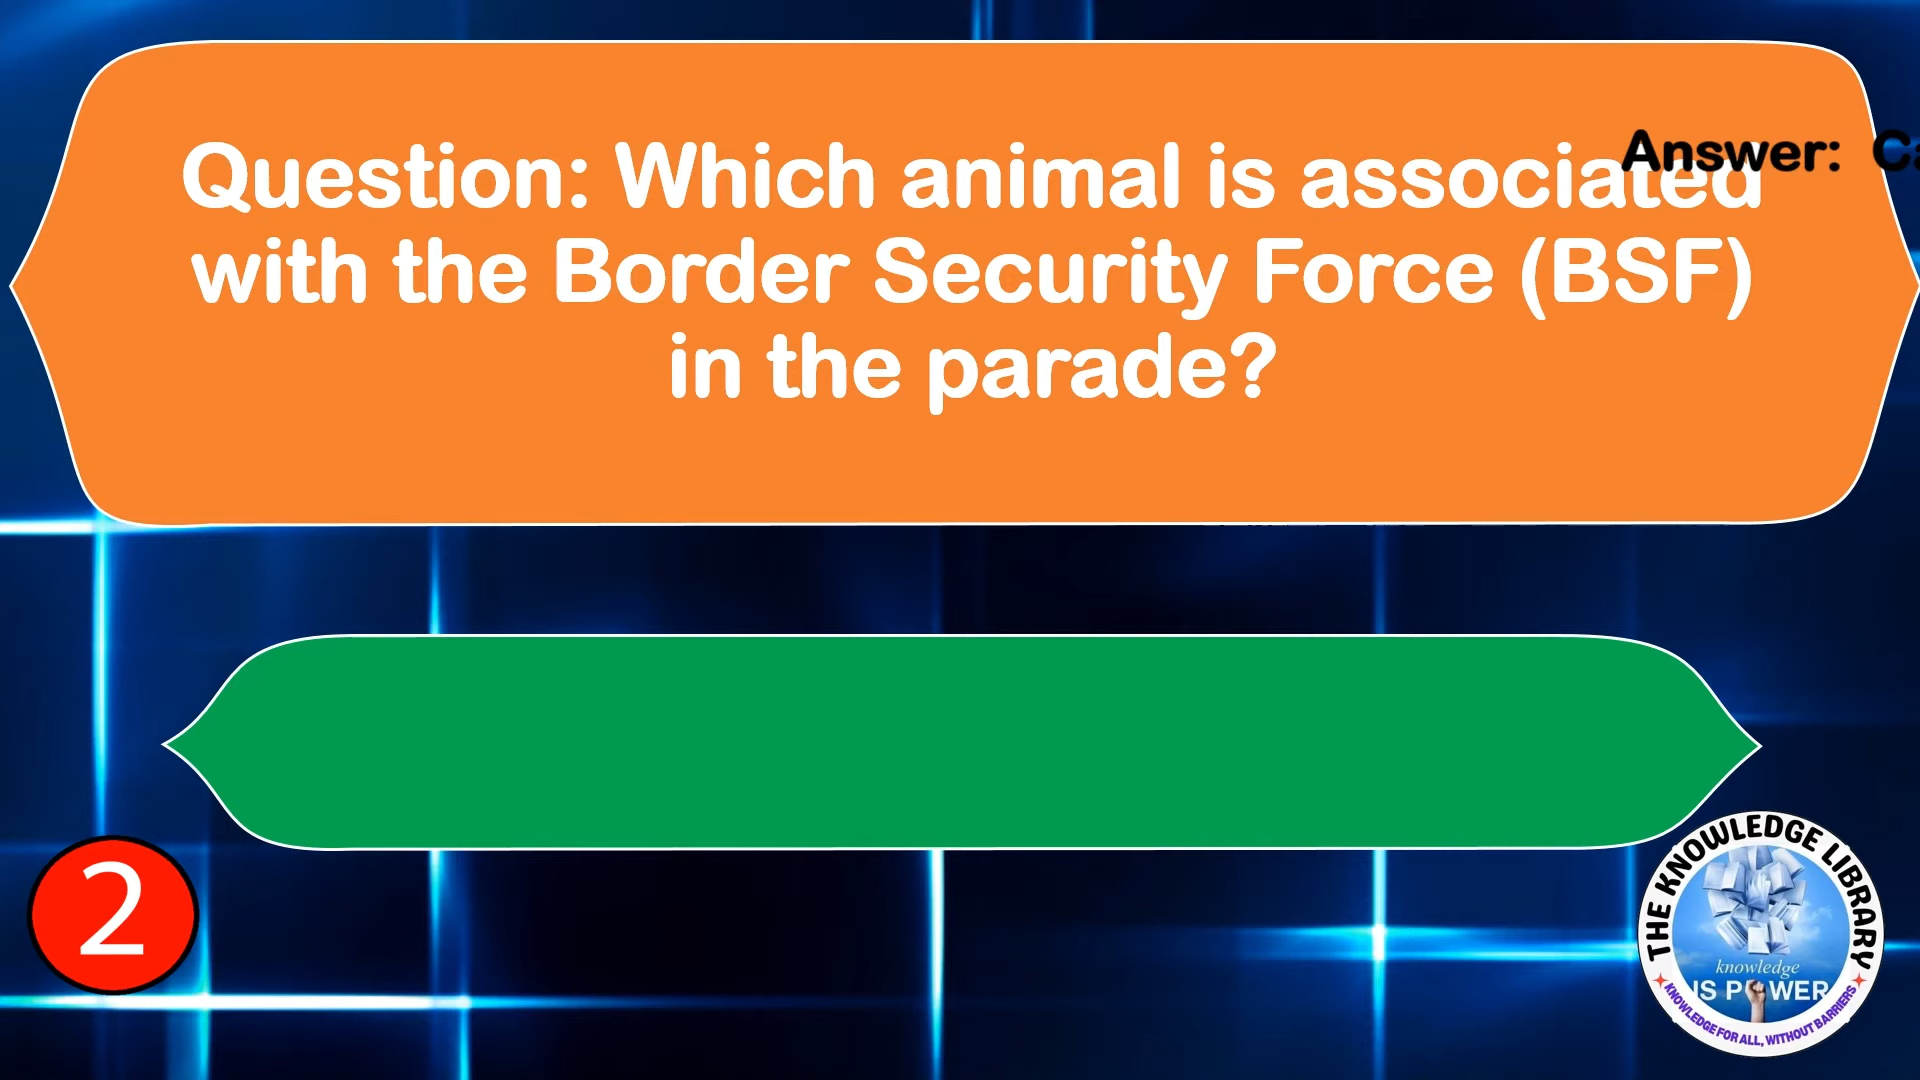 Question: Which animal is associated
with the Border Security Force (BSF)
in the parade?
Answer:
2
THE KNOWLEDGE LIBRARY
knowledge
IS POWER
KNOWLEDGE FOR ALL, WITHOUT BARRIERS